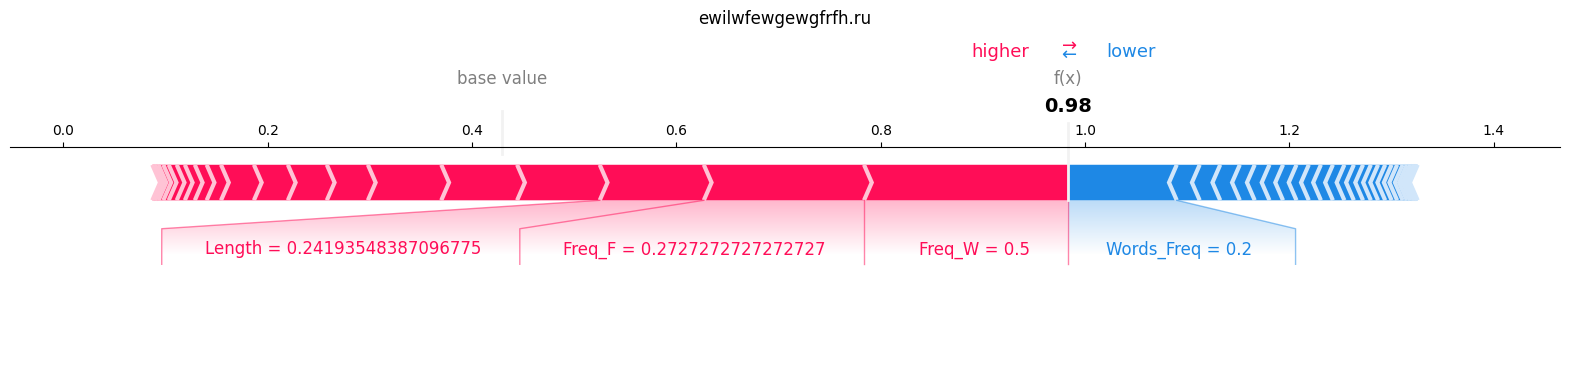 ewilwfewgewgfrfh.ru
higher ⇄ lower
base value f(x)
0.98
0.0 0.2 0.4 0.6 0.8 1.0 1.2 1.4
Length = 0.24193548387096775 Freq_F = 0.2727272727272727 Freq_W = 0.5 Words_Freq = 0.2